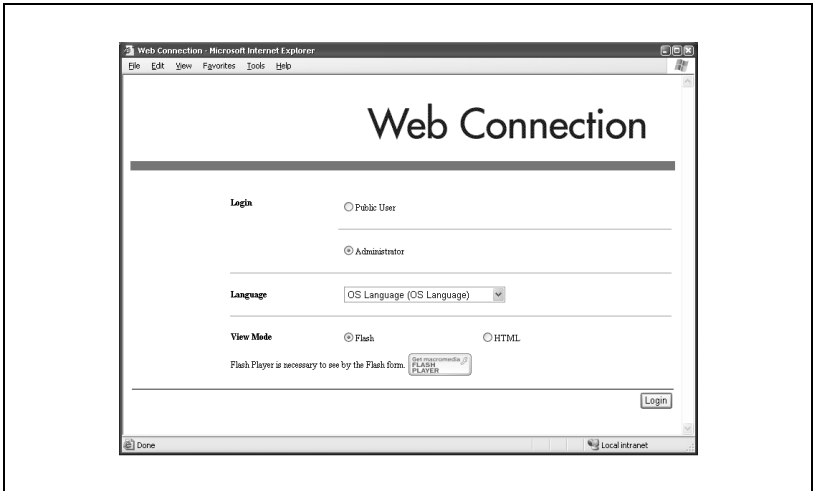 Web Connection - Microsoft Internet Explorer
File Edit View Favorites Tools Help
Web Connection
Login
Public User
Administrator
Language
OS Language (OS Language)
View Mode
Flash
HTML
Flash Player is necessary to see by the Flash form.
Get macromedia
FLASH
PLAYER
Login
Done
Local intranet